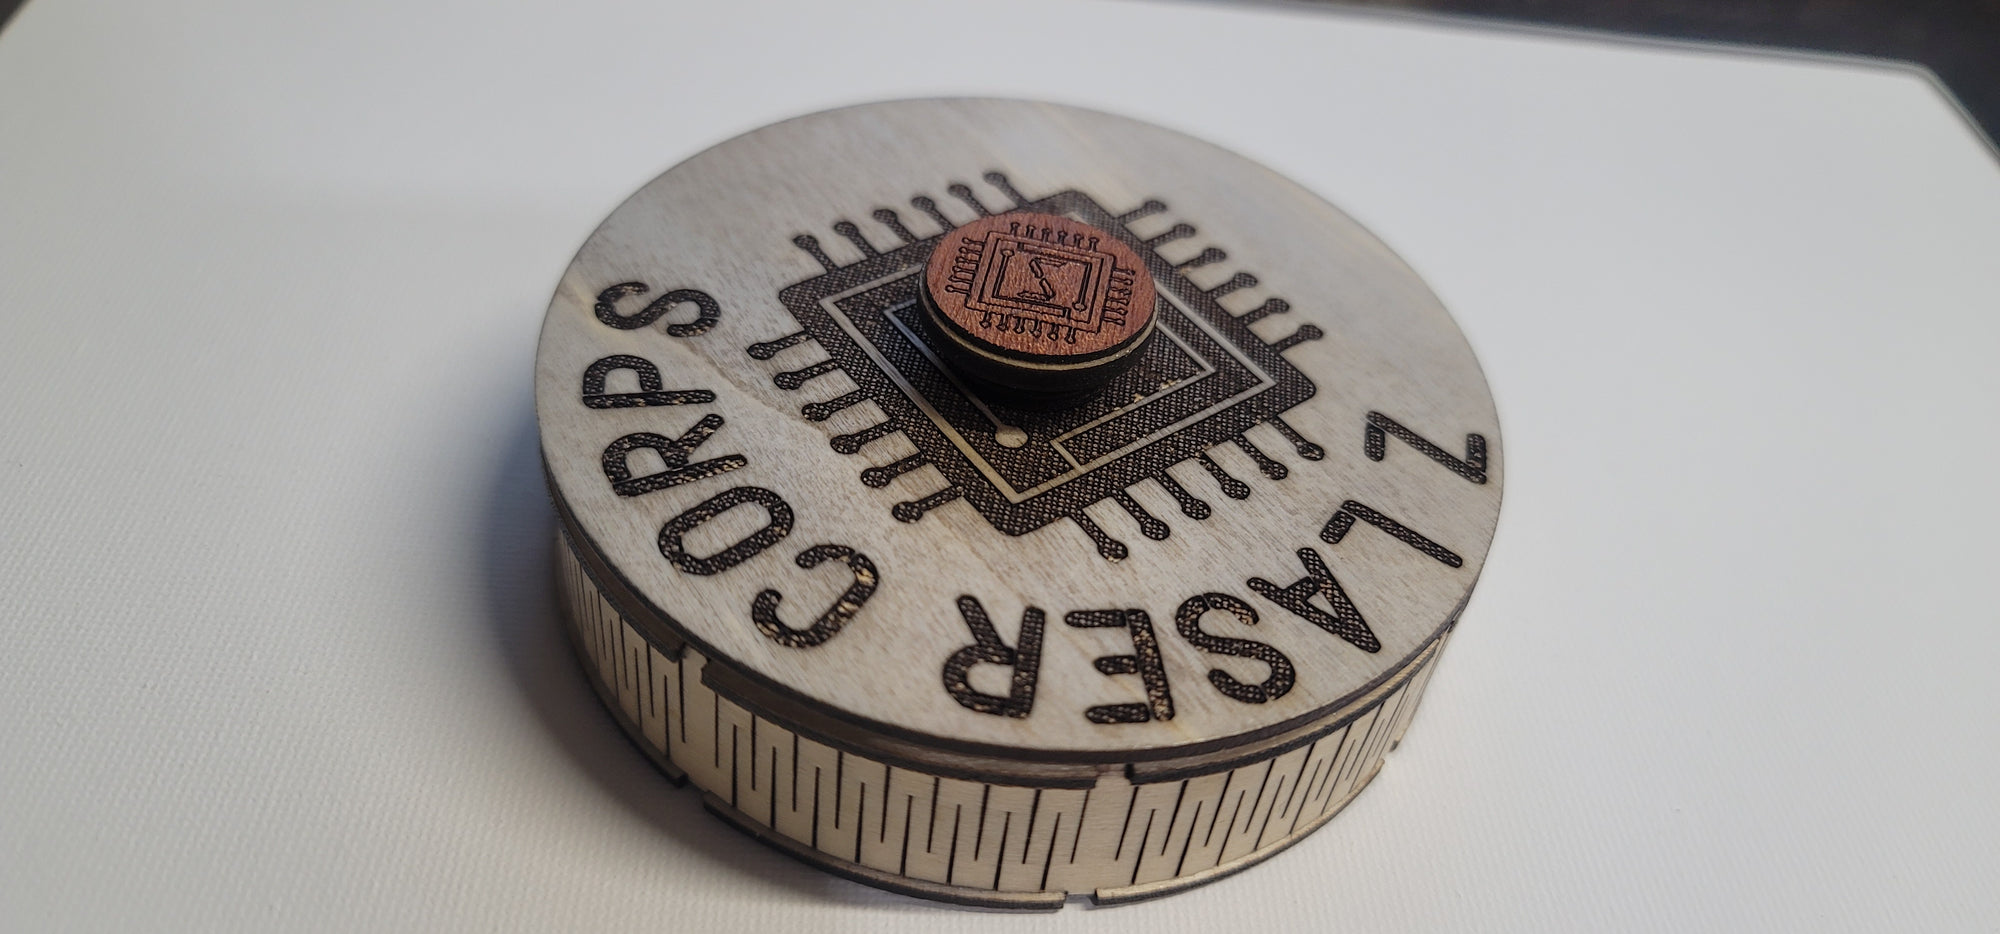 Z LASER CORPS